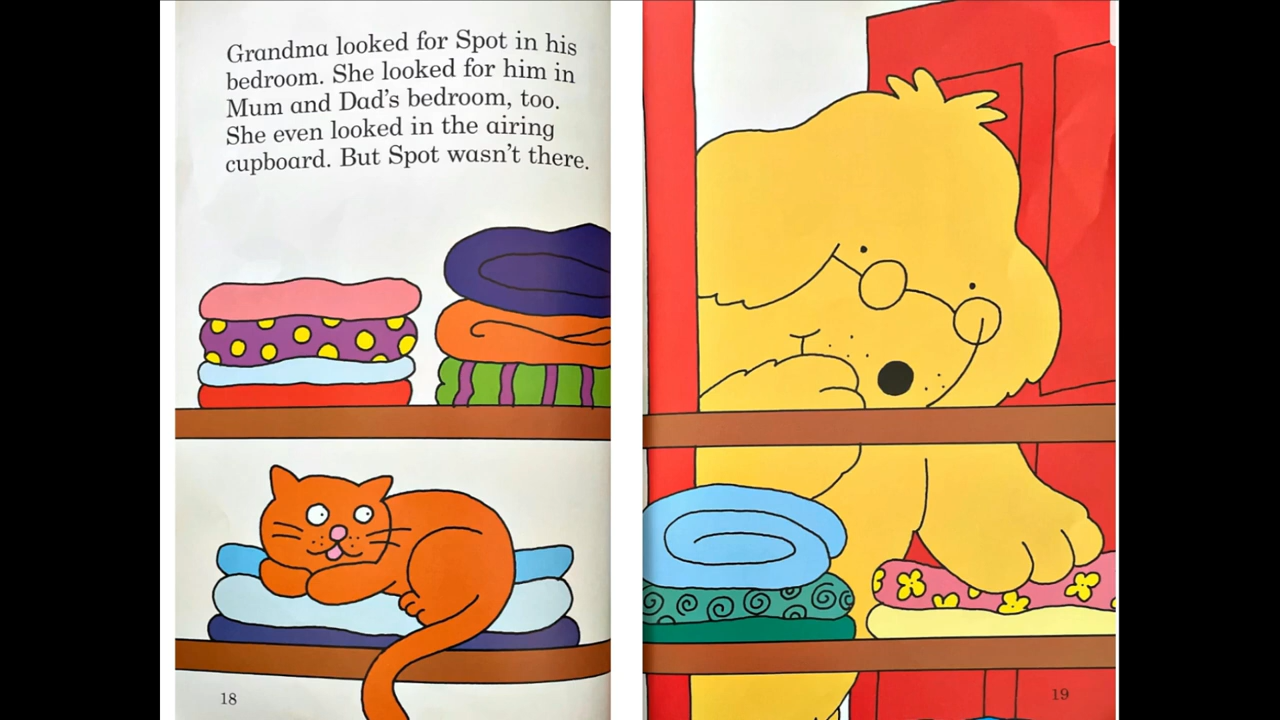 Grandma looked for Spot in his
bedroom. She looked for him in
Mum and Dad's bedroom, too.
She even looked in the airing
cupboard. But Spot wasn't there.
18
19